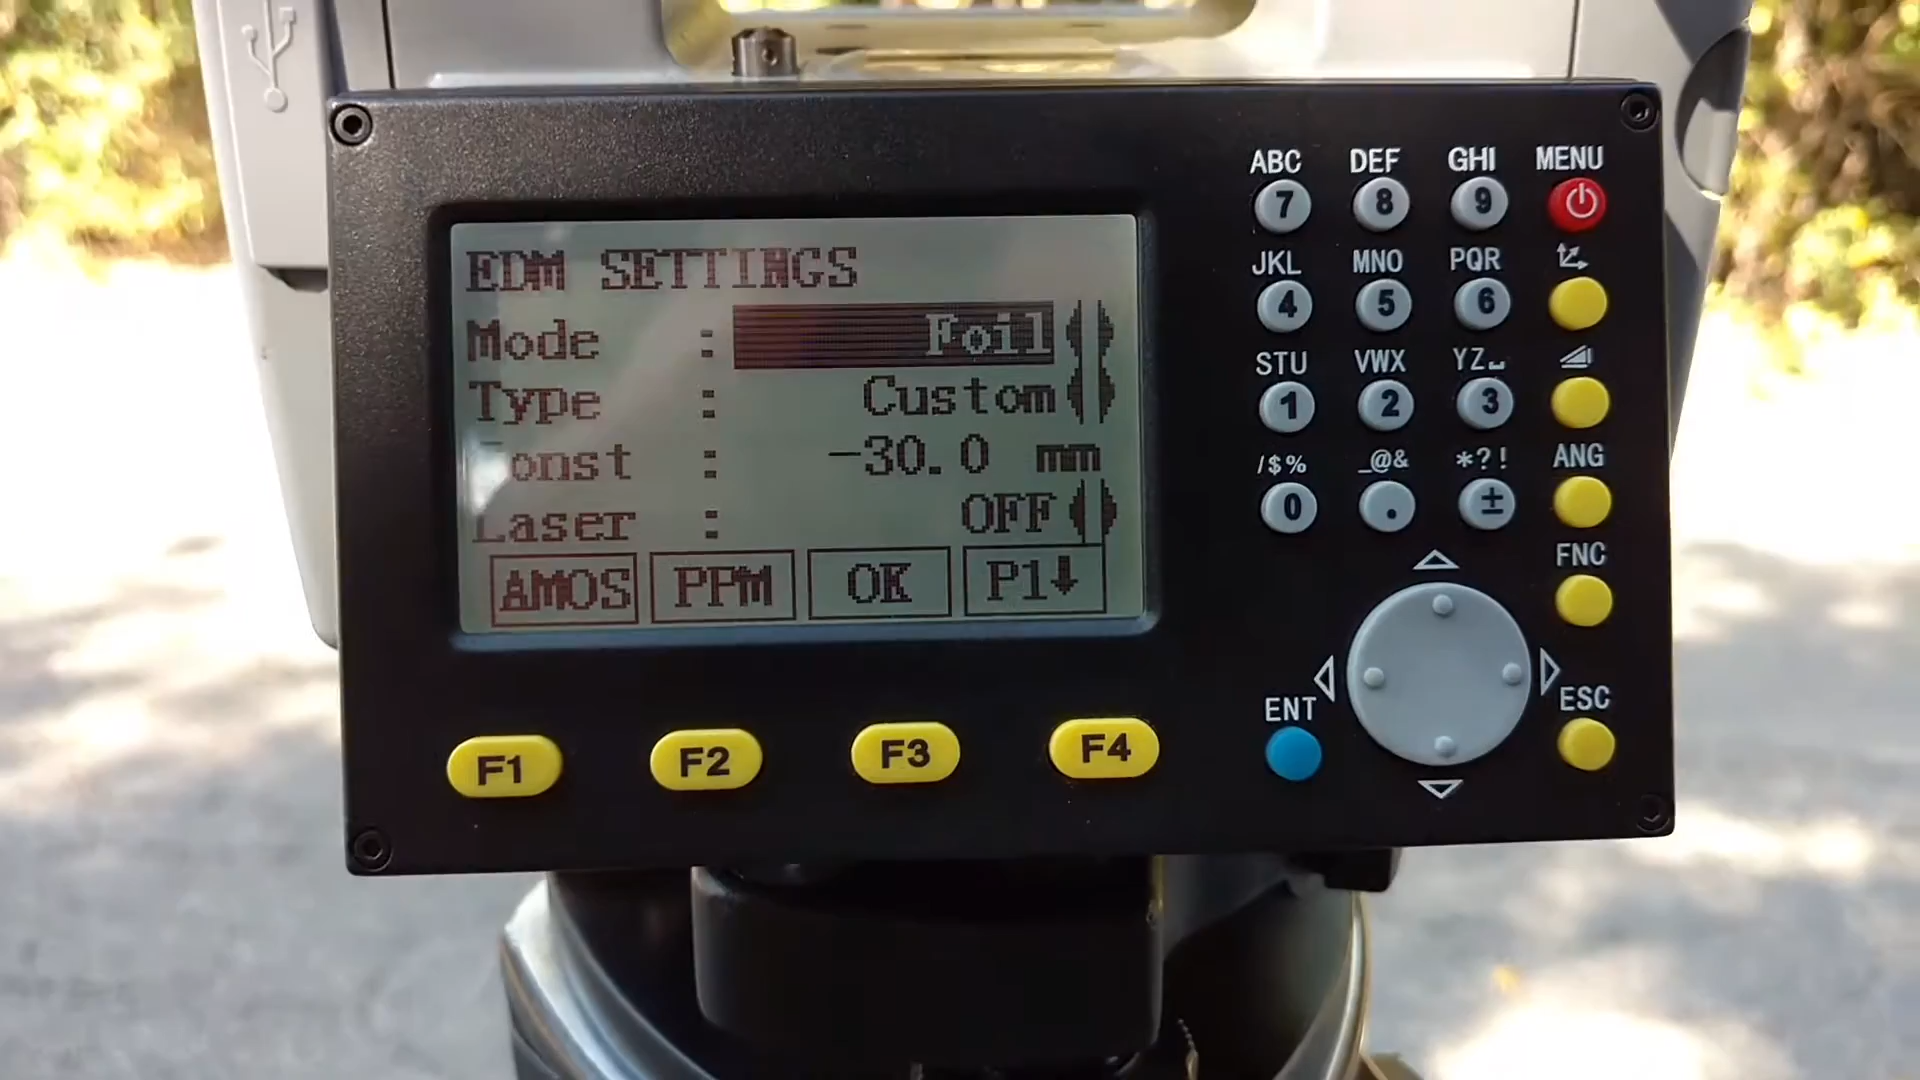 EDM SETTINGS
Mode : Foil
Type : Custom
Const : -30.0 mm
Laser : OFF
AMOS PPM OK P1↓
F1 F2 F3 F4
ABC DEF GHI MENU
7 8 9
JKL MNO PQR
4 5 6
STU VWX YZ␣
1 2 3
/$% _@& *?! ANG
0 . ±
FNC
ENT ESC